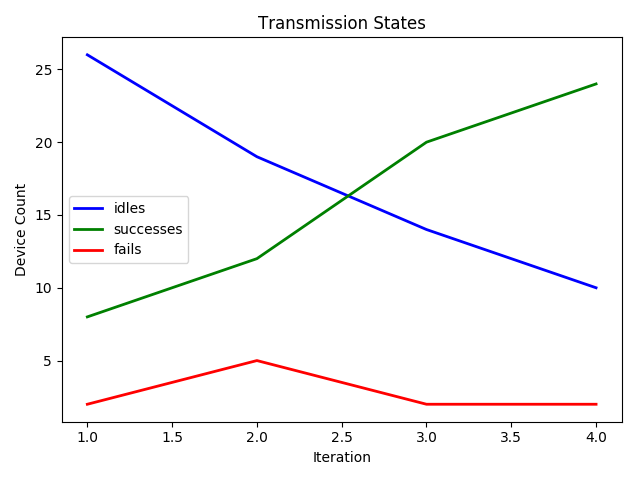 Transmission States
Device Count
25
20
15
10
5
idles
successes
fails
1.0 1.5 2.0 2.5 3.0 3.5 4.0
Iteration